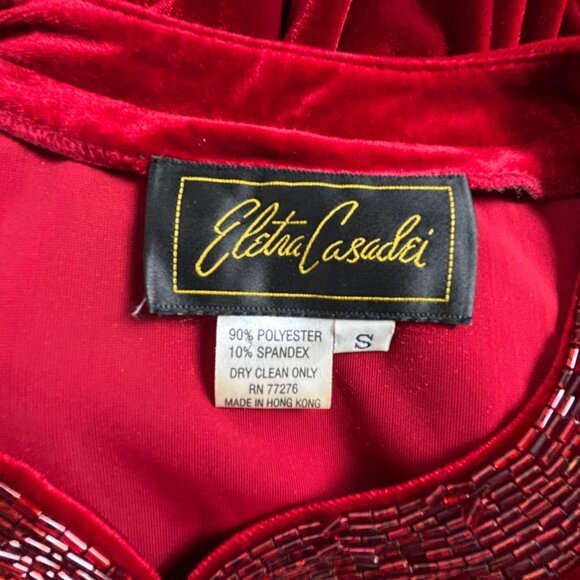 Eletra Casadei
90% POLYESTER
10% SPANDEX
DRY CLEAN ONLY
RN 77276
MADE IN HONG KONG
S